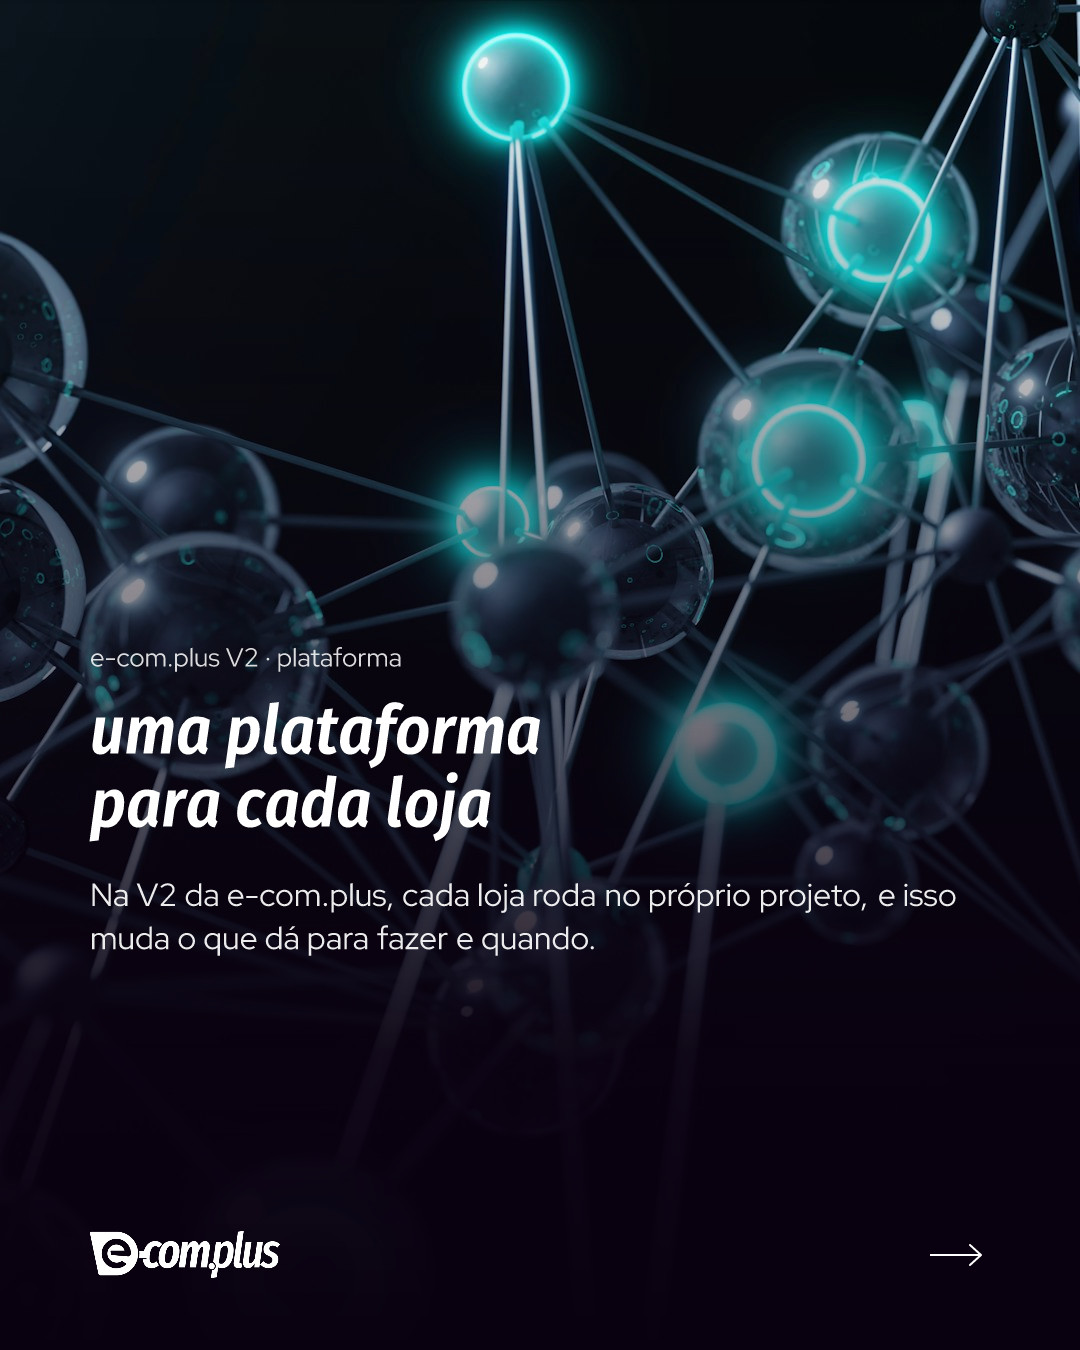 e-com.plus V2 · plataforma
uma plataforma
para cada loja
Na V2 da e-com.plus, cada loja roda no próprio projeto, e isso
muda o que dá para fazer e quando.
e-com.plus